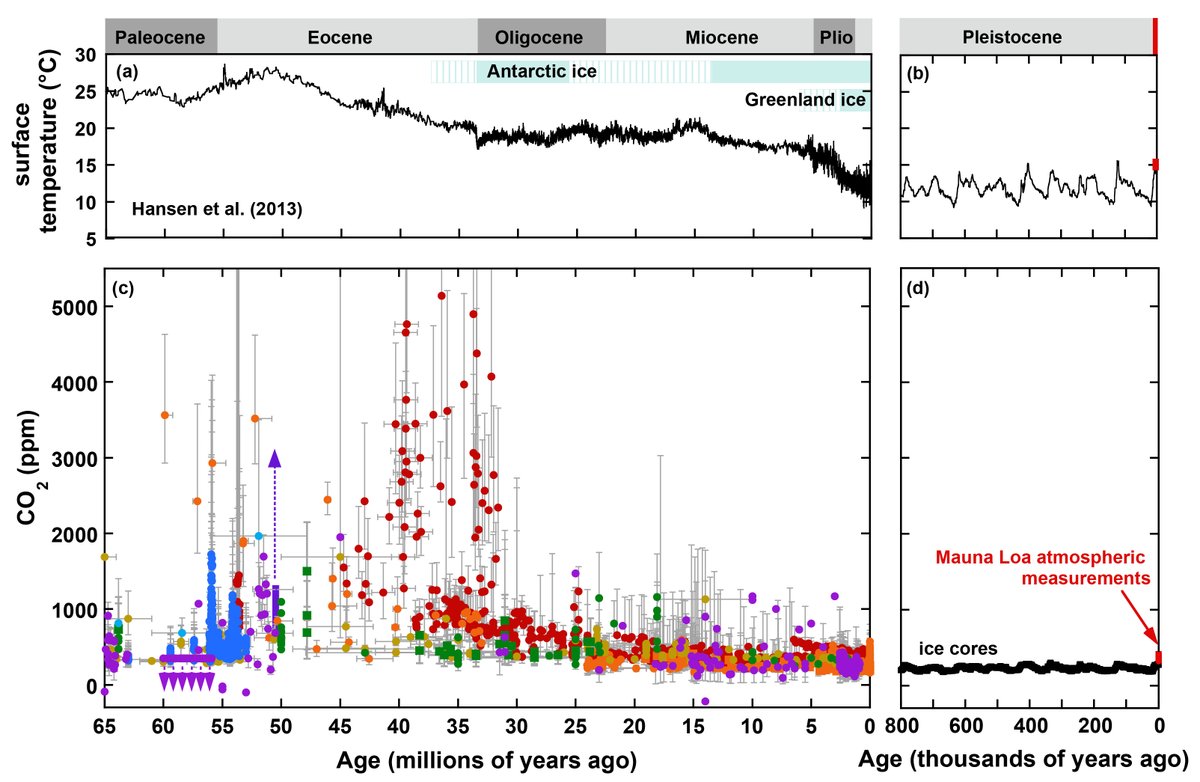 Paleocene Eocene Oligocene Miocene Plio Pleistocene
30
25
20
15
10
5
surface
temperature (°C)
(a)
Antarctic ice
Greenland ice
Hansen et al. (2013)
(b)
(c)
5000
4000
3000
2000
1000
0
CO2 (ppm)
65 60 55 50 45 40 35 30 25 20 15 10 5 0
Age (millions of years ago)
(d)
Mauna Loa atmospheric
measurements
ice cores
800 600 400 200 0
Age (thousands of years ago)